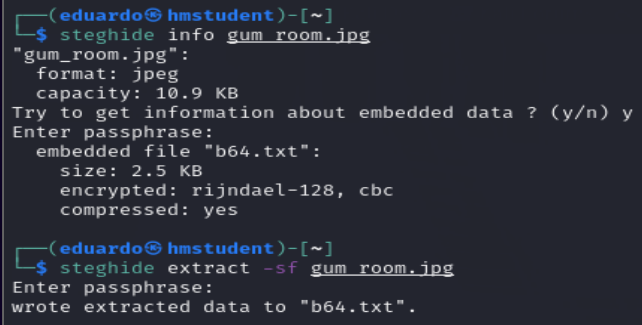 ┌──(eduardo㉿hmstudent)-[~]
└─$ steghide info gum_room.jpg
"gum_room.jpg":
  format: jpeg
  capacity: 10.9 KB
Try to get information about embedded data ? (y/n) y
Enter passphrase:
  embedded file "b64.txt":
    size: 2.5 KB
    encrypted: rijndael-128, cbc
    compressed: yes
┌──(eduardo㉿hmstudent)-[~]
└─$ steghide extract -sf gum_room.jpg
Enter passphrase:
wrote extracted data to "b64.txt".